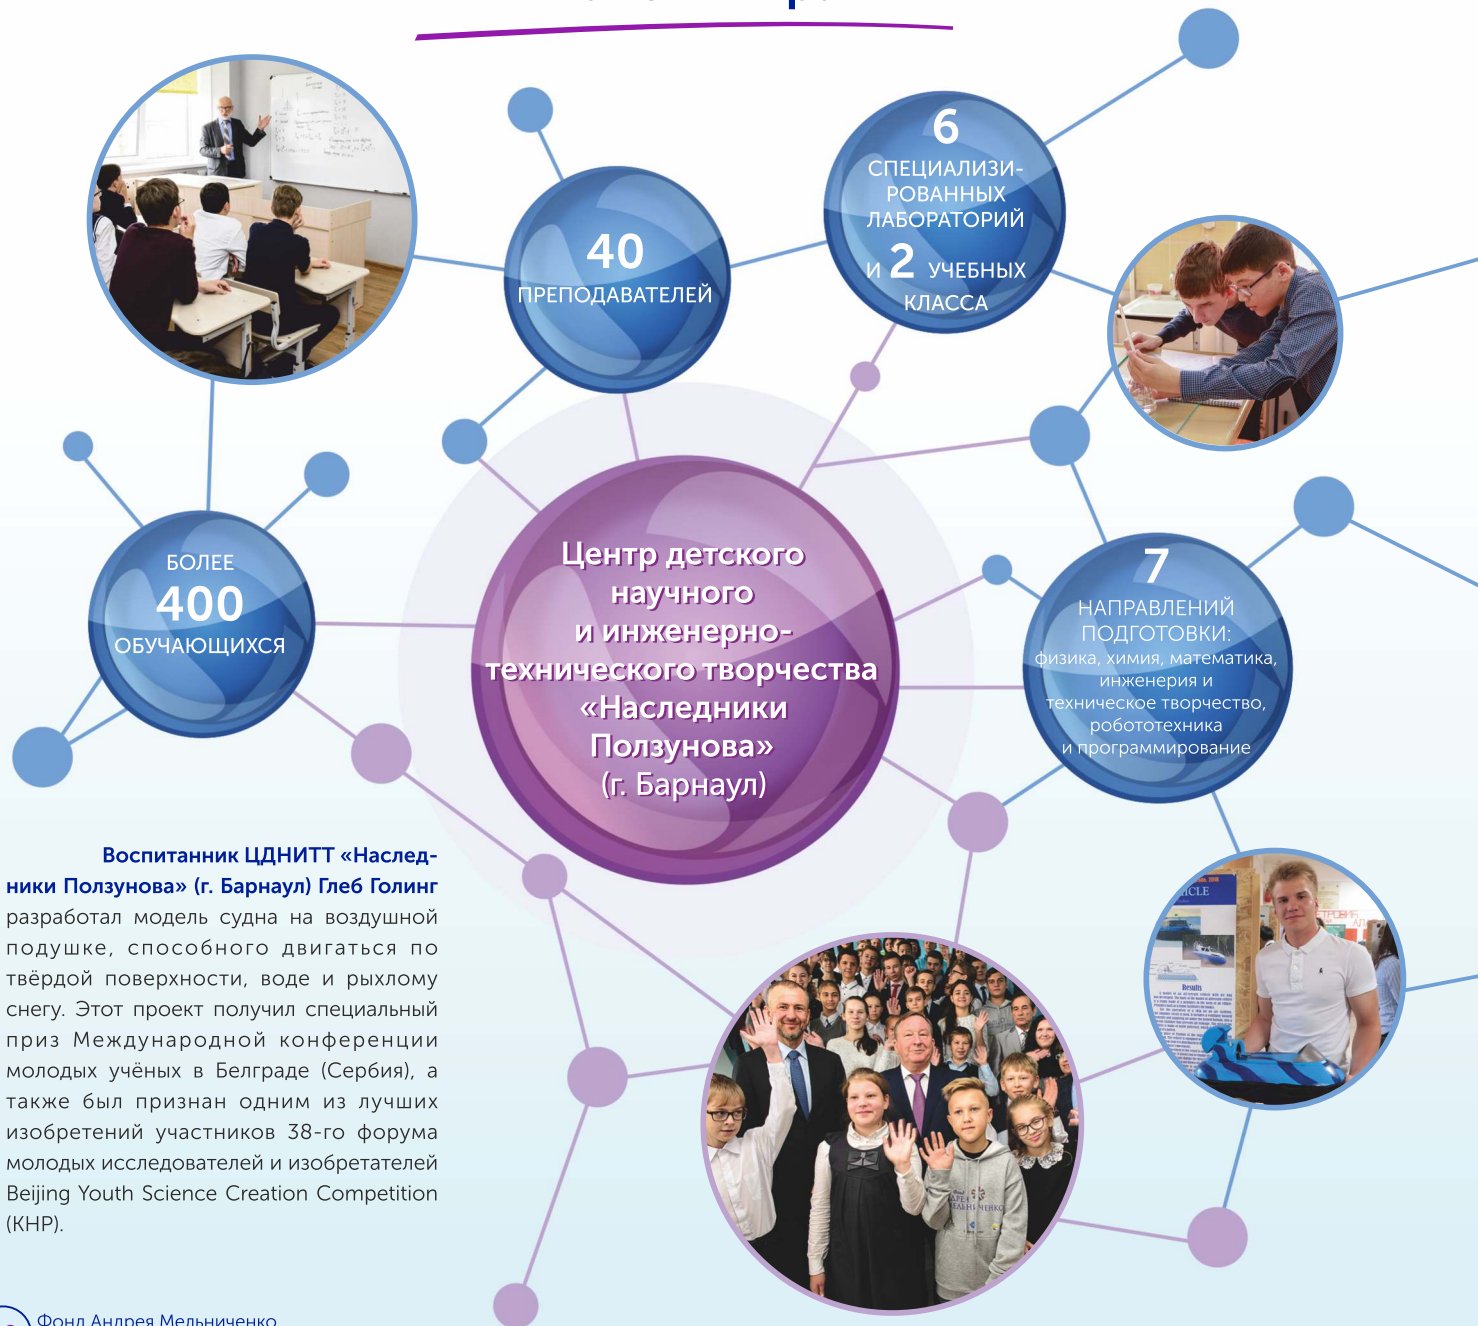 40
ПРЕПОДАВАТЕЛЕЙ
6
СПЕЦИАЛИЗИ-
РОВАННЫХ
ЛАБОРАТОРИЙ
И 2 УЧЕБНЫХ
КЛАССА
БОЛЕЕ
400
ОБУЧАЮЩИХСЯ
Центр детского
научного
и инженерно-
технического творчества
«Наследники
Ползунова»
(г. Барнаул)
7
НАПРАВЛЕНИЙ
ПОДГОТОВКИ:
физика, химия, математика,
инженерия и
техническое творчество,
робототехника
и программирование
Воспитанник ЦДНИТТ «Наслед-
ники Ползунова» (г. Барнаул) Глеб Голинг
разработал модель судна на воздушной
подушке, способного двигаться по
твёрдой поверхности, воде и рыхлому
снегу. Этот проект получил специальный
приз Международной конференции
молодых учёных в Белграде (Сербия), а
также был признан одним из лучших
изобретений участников 38-го форума
молодых исследователей и изобретателей
Beijing Youth Science Creation Competition
(КНР).
Results
Фонд Андрея Мельниченко